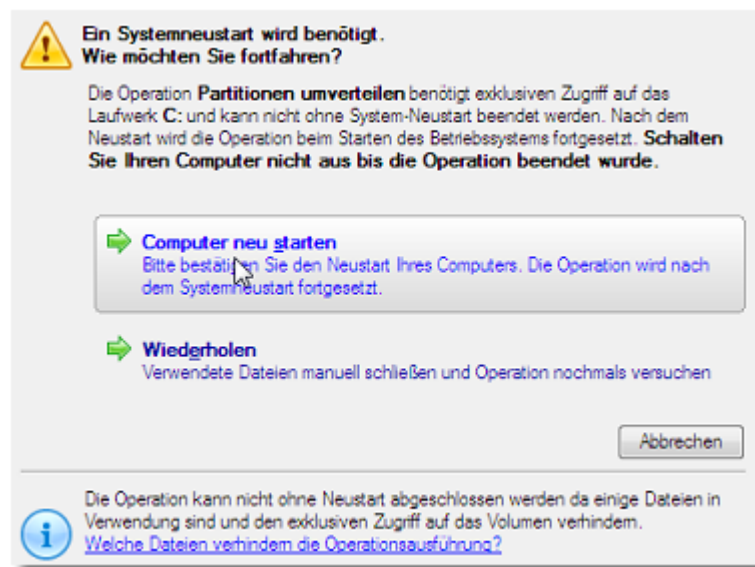 Ein Systemneustart wird benötigt.
Wie möchten Sie fortfahren?
Die Operation Partitionen umverteilen benötigt exklusiven Zugriff auf das
Laufwerk C: und kann nicht ohne System-Neustart beendet werden. Nach dem
Neustart wird die Operation beim Starten des Betriebssystems fortgesetzt. Schalten
Sie Ihren Computer nicht aus bis die Operation beendet wurde.
Computer neu starten
Bitte bestätigen Sie den Neustart Ihres Computers. Die Operation wird nach
dem Systemneustart fortgesetzt.
Wiederholen
Verwendete Dateien manuell schließen und Operation nochmals versuchen
Abbrechen
Die Operation kann nicht ohne Neustart abgeschlossen werden da einige Dateien in
Verwendung sind und den exklusiven Zugriff auf das Volumen verhindern.
Welche Dateien verhindern die Operationsausführung?